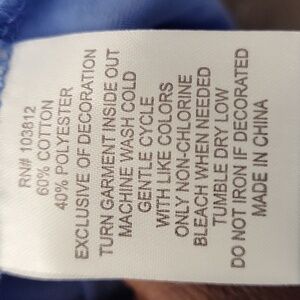 RN# 103812
60% COTTON
40% POLYESTER
EXCLUSIVE OF DECORATION
TURN GARMENT INSIDE OUT
MACHINE WASH COLD
GENTLE CYCLE
WITH LIKE COLORS
ONLY NON-CHLORINE
BLEACH WHEN NEEDED
TUMBLE DRY LOW
DO NOT IRON IF DECORATED
MADE IN CHINA